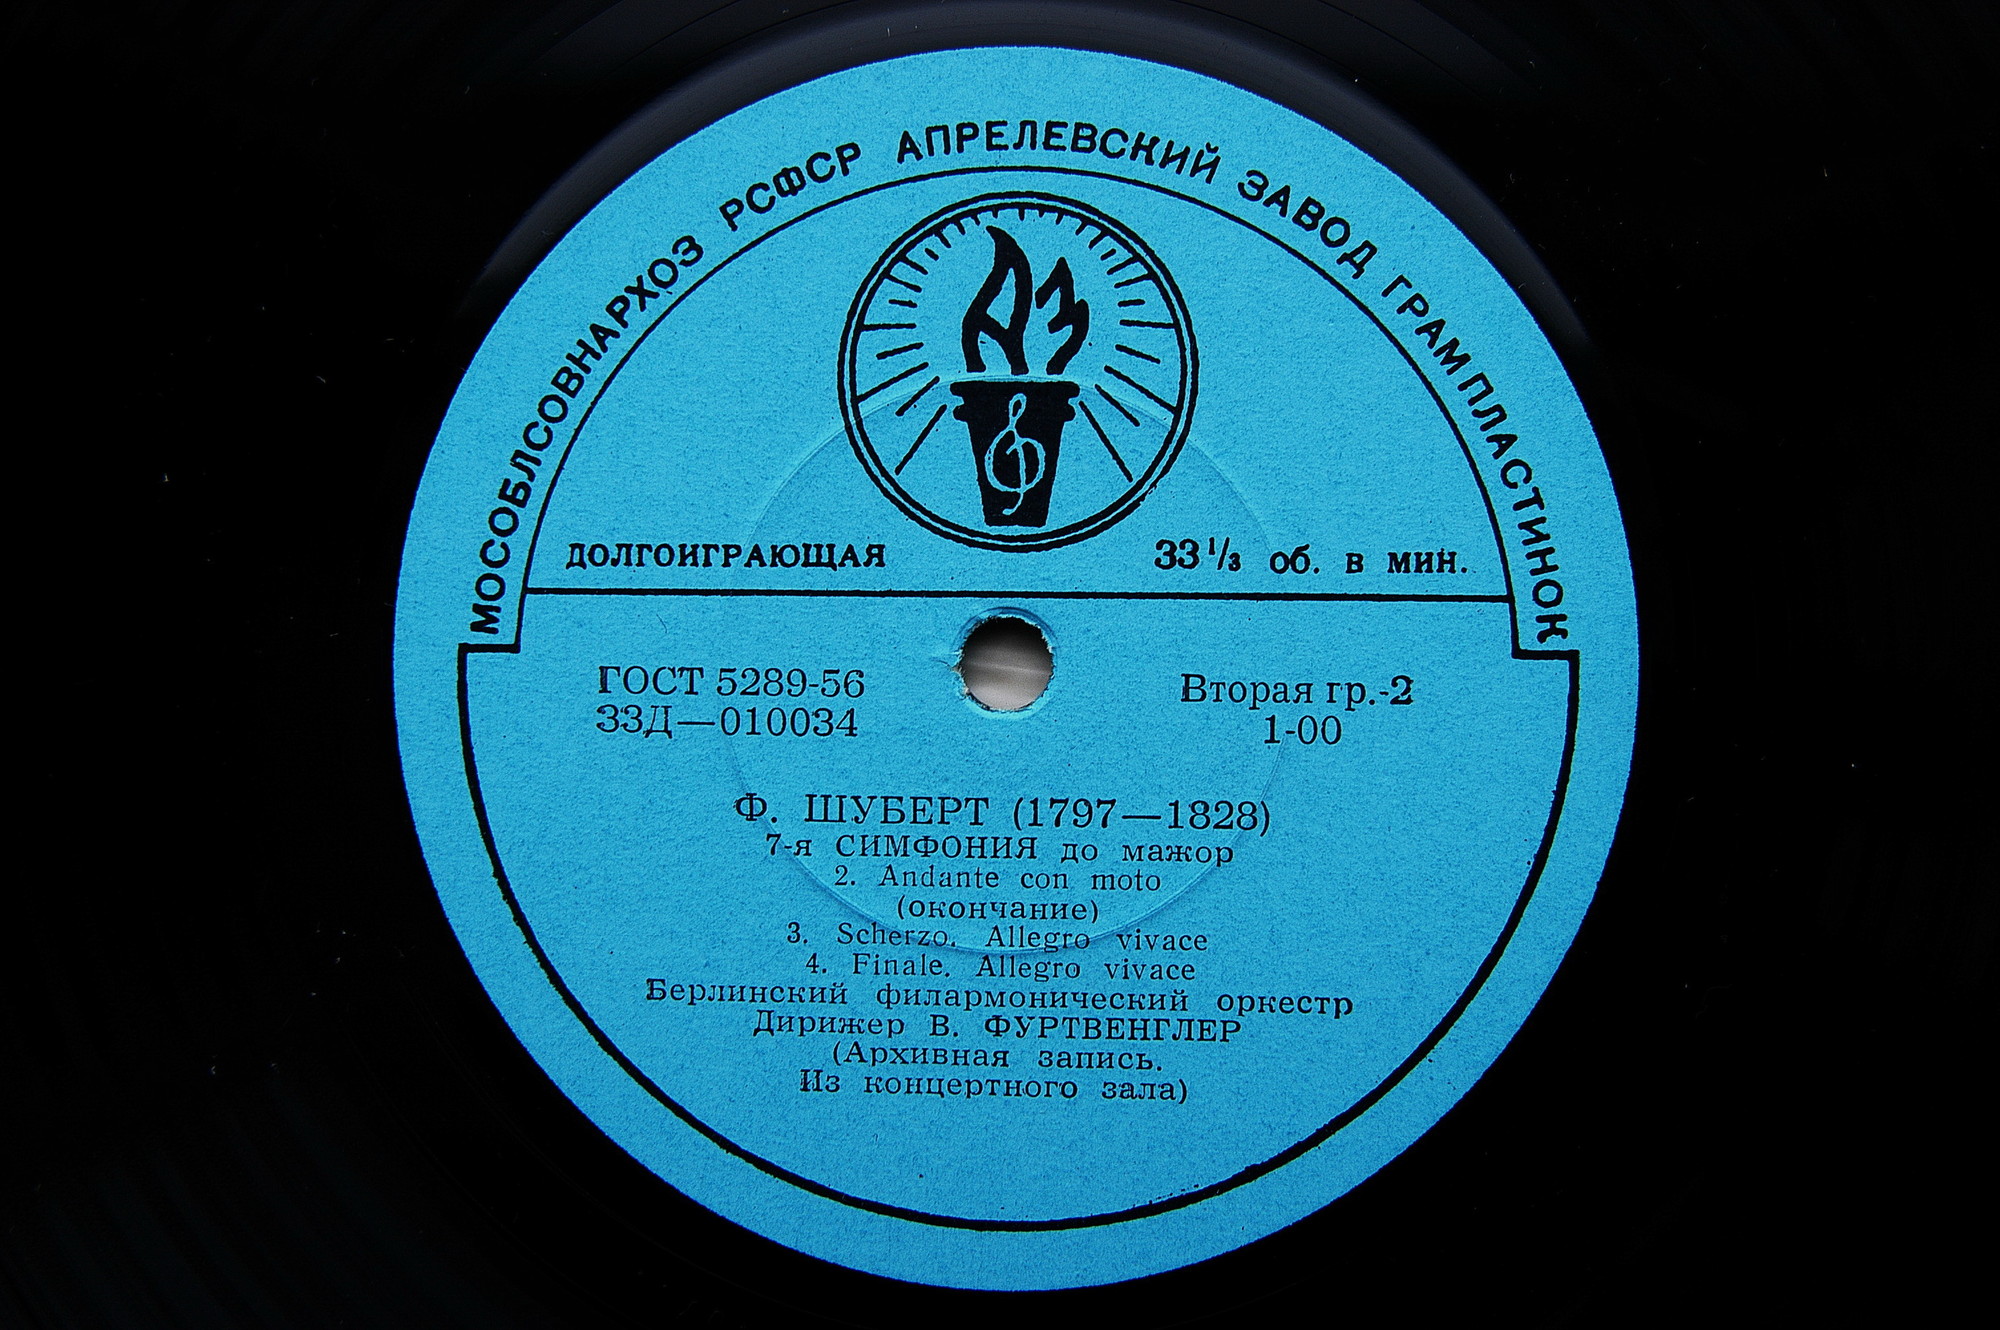 МОСОБЛСОВНАРХОЗ РСФСР АПРЕЛЕВСКИЙ ЗАВОД ГРАМПЛАСТИНОК
АЗ
ДОЛГОИГРАЮЩАЯ 33 1/3 об. в мин.
ГОСТ 5289-56 Вторая гр.-2
33Д—010034 1-00
Ф. ШУБЕРТ (1797—1828)
7-я СИМФОНИЯ до мажор
2. Andante con moto
(окончание)
3. Scherzo. Allegro vivace
4. Finale. Allegro vivace
Берлинский филармонический оркестр
Дирижер В. ФУРТВЕНГЛЕР
(Архивная запись.
Из концертного зала)